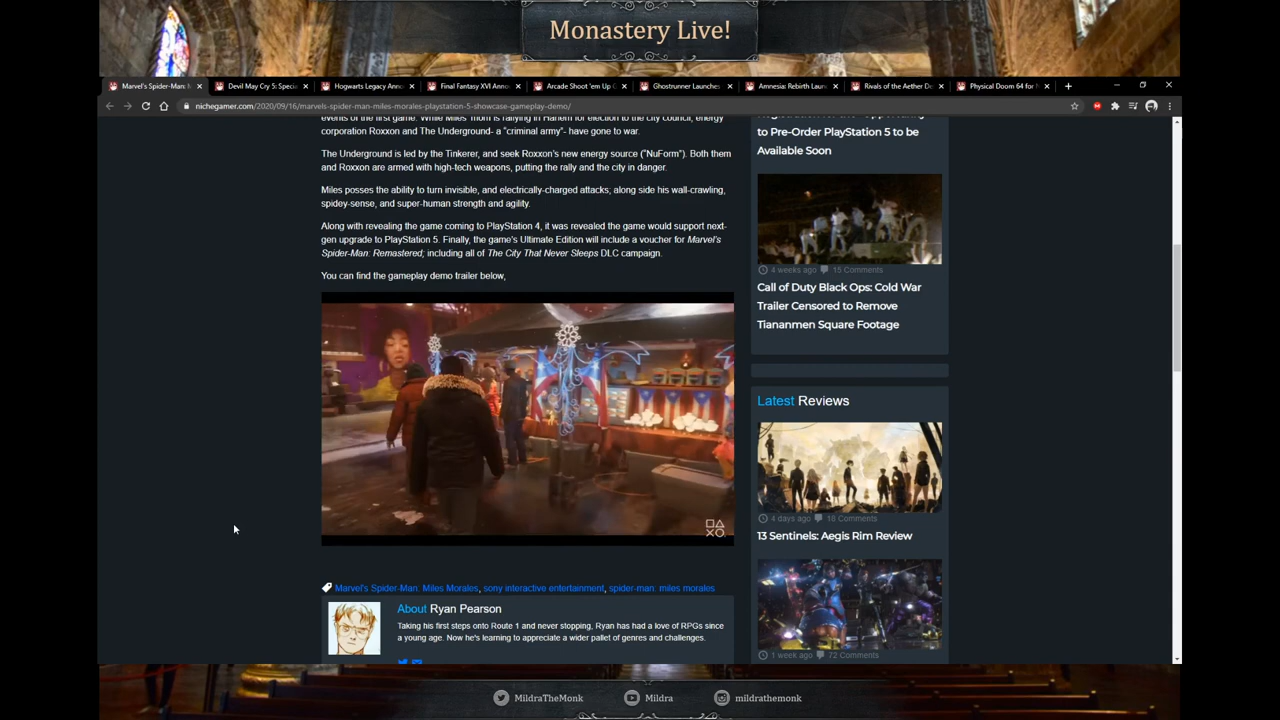 Monastery Live!
Marvel's Spider-Man: M
Devil May Cry 5: Specia
Hogwarts Legacy Anno
Final Fantasy XVI Anno
Arcade Shoot 'em Up C
Ghostrunner Launches
Amnesia: Rebirth Laun
Rivals of the Aether De
Physical Doom 64 for N
nichegamer.com/2020/09/16/marvels-spider-man-miles-morales-playstation-5-showcase-gameplay-demo/
events of the first game. While Miles' mom is rallying in Harlem for election to the city council, energy
corporation Roxxon and The Underground- a "criminal army"- have gone to war.
The Underground is led by the Tinkerer, and seek Roxxon's new energy source ("NuForm"). Both them
and Roxxon are armed with high-tech weapons, putting the rally and the city in danger.
Miles posses the ability to turn invisible, and electrically-charged attacks; along side his wall-crawling,
spidey-sense, and super-human strength and agility.
Along with revealing the game coming to PlayStation 4, it was revealed the game would support next-
gen upgrade to PlayStation 5. Finally, the game's Ultimate Edition will include a voucher for Marvel's
Spider-Man: Remastered; including all of The City That Never Sleeps DLC campaign.
You can find the gameplay demo trailer below,
Marvel's Spider-Man: Miles Morales, sony interactive entertainment, spider-man: miles morales
About Ryan Pearson
Taking his first steps onto Route 1 and never stopping, Ryan has had a love of RPGs since
a young age. Now he's learning to appreciate a wider pallet of genres and challenges.
Registration for the Opportunity
to Pre-Order PlayStation 5 to be
Available Soon
4 weeks ago 15 Comments
Call of Duty Black Ops: Cold War
Trailer Censored to Remove
Tiananmen Square Footage
Latest Reviews
4 days ago 18 Comments
13 Sentinels: Aegis Rim Review
1 week ago 72 Comments
MildraTheMonk
Mildra
mildrathemonk